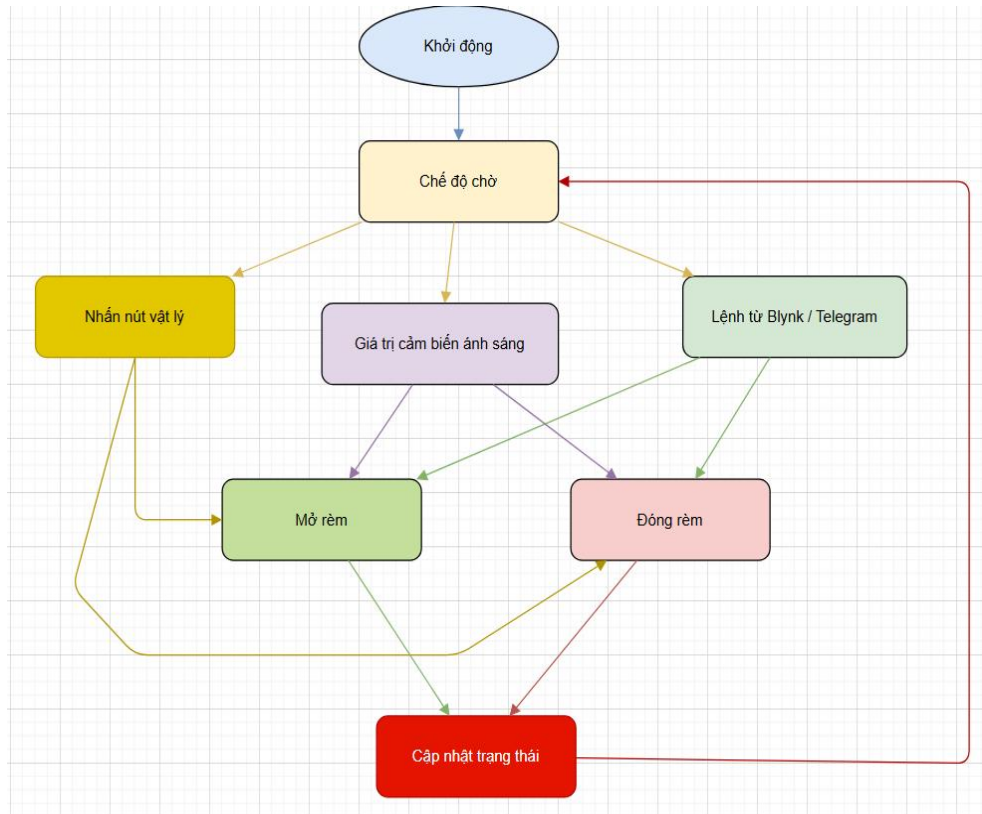 Khởi động
Chế độ chờ
Nhấn nút vật lý
Giá trị cảm biến ánh sáng
Lệnh từ Blynk / Telegram
Mở rèm
Đóng rèm
Cập nhật trạng thái